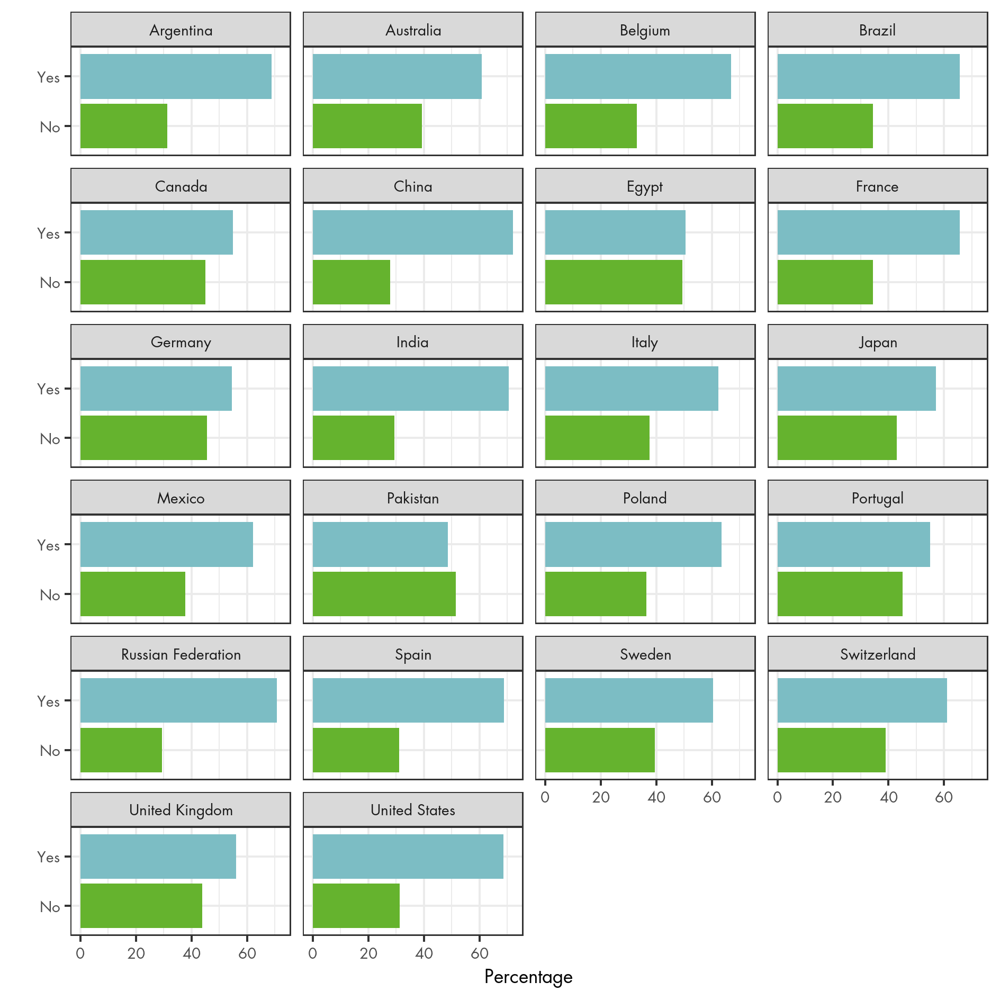 Argentina Australia Belgium Brazil
Yes
No
Canada China Egypt France
Yes
No
Germany India Italy Japan
Yes
No
Mexico Pakistan Poland Portugal
Yes
No
Russian Federation Spain Sweden Switzerland
Yes
No
0 20 40 60 0 20 40 60
United Kingdom United States
Yes
No
0 20 40 60 0 20 40 60
Percentage